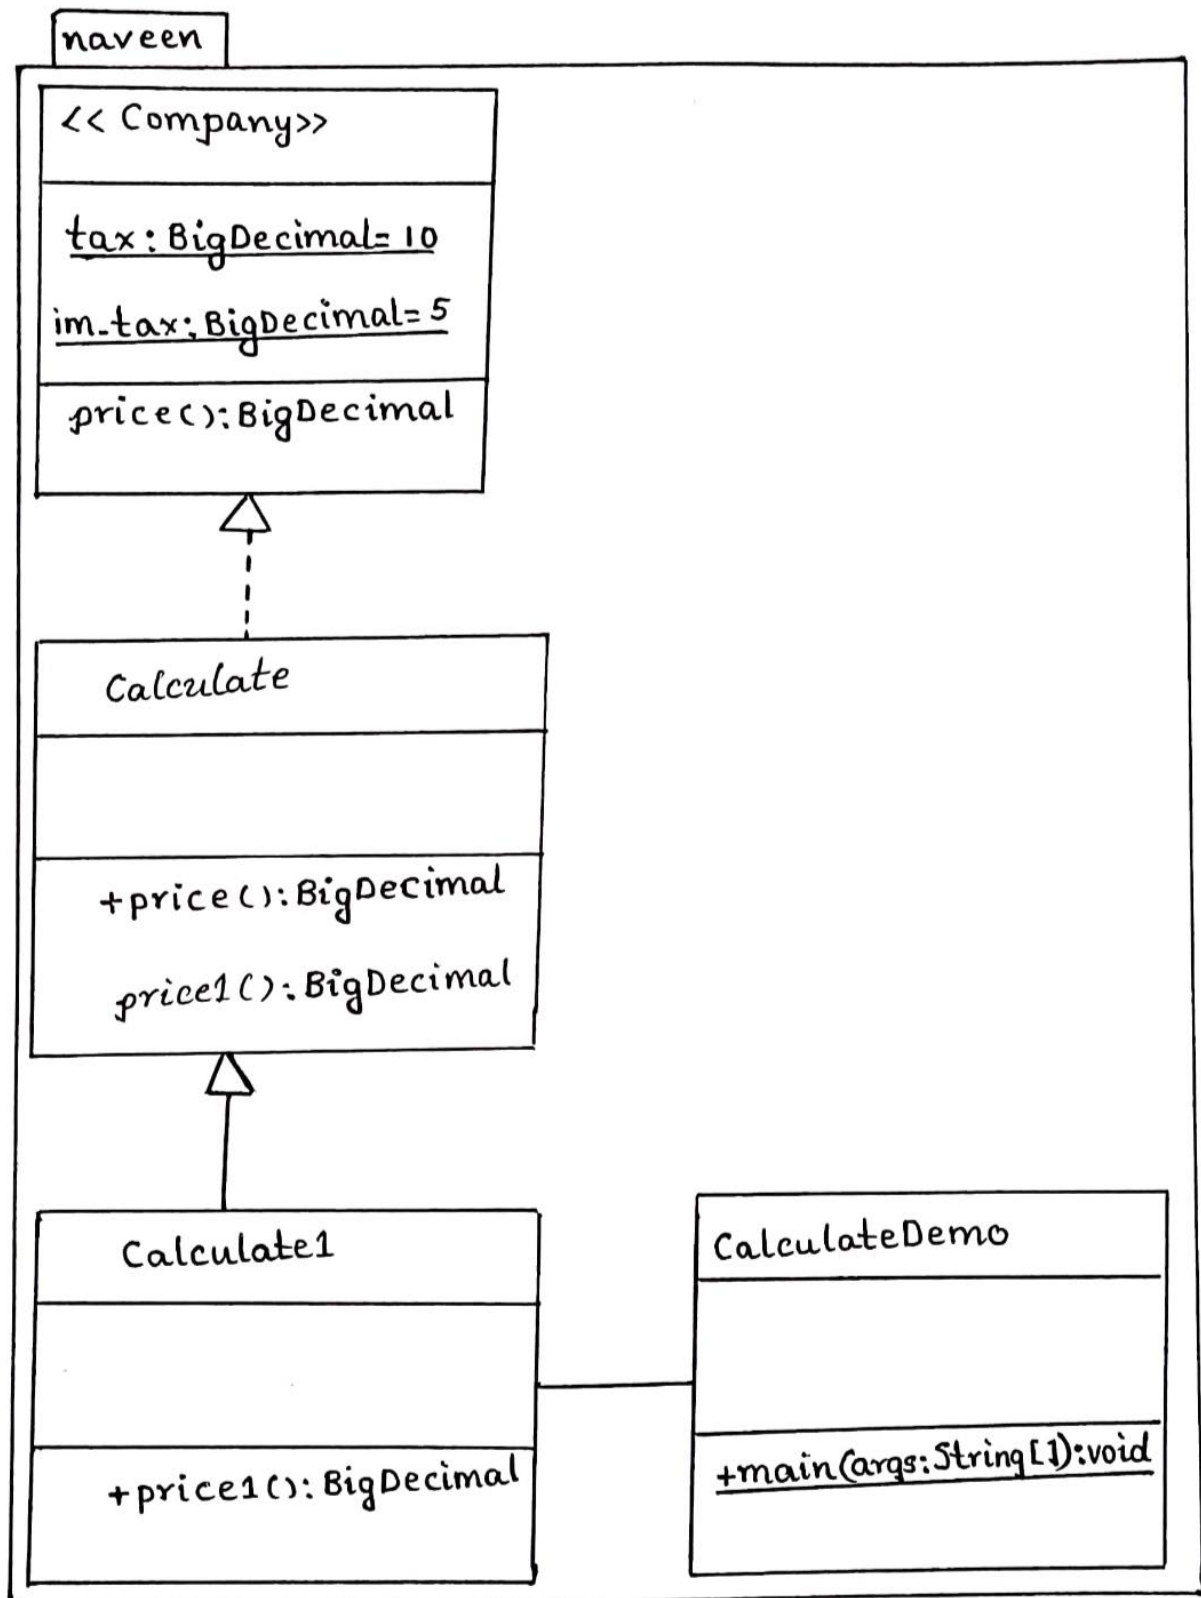 naveen
<< Company>>
tax: BigDecimal= 10
im-tax: BigDecimal= 5
price(): BigDecimal
Calculate
+price(): BigDecimal
price1(): BigDecimal
Calculate1
+price1(): BigDecimal
CalculateDemo
+main(args: String[]): void